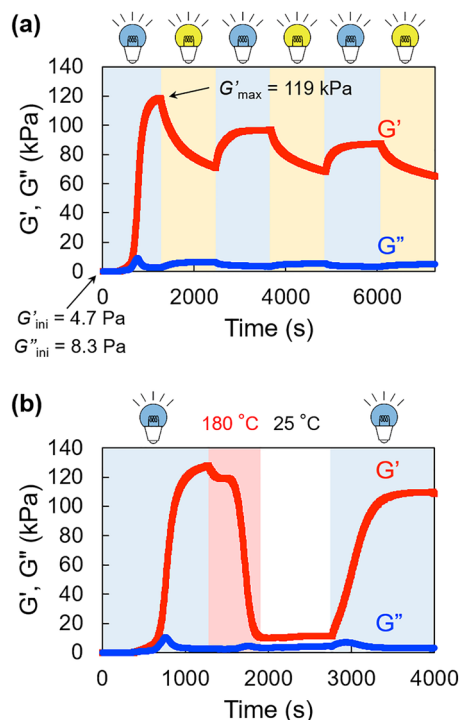 (a)
140
120
100
80
60
40
20
0
G', G" (kPa)
G'max = 119 kPa
G'
G"
0 2000 4000 6000
Time (s)
G'ini = 4.7 Pa
G"ini = 8.3 Pa
(b)
180 °C 25 °C
140
120
100
80
60
40
20
0
G', G" (kPa)
G'
G"
0 1000 2000 3000 4000
Time (s)